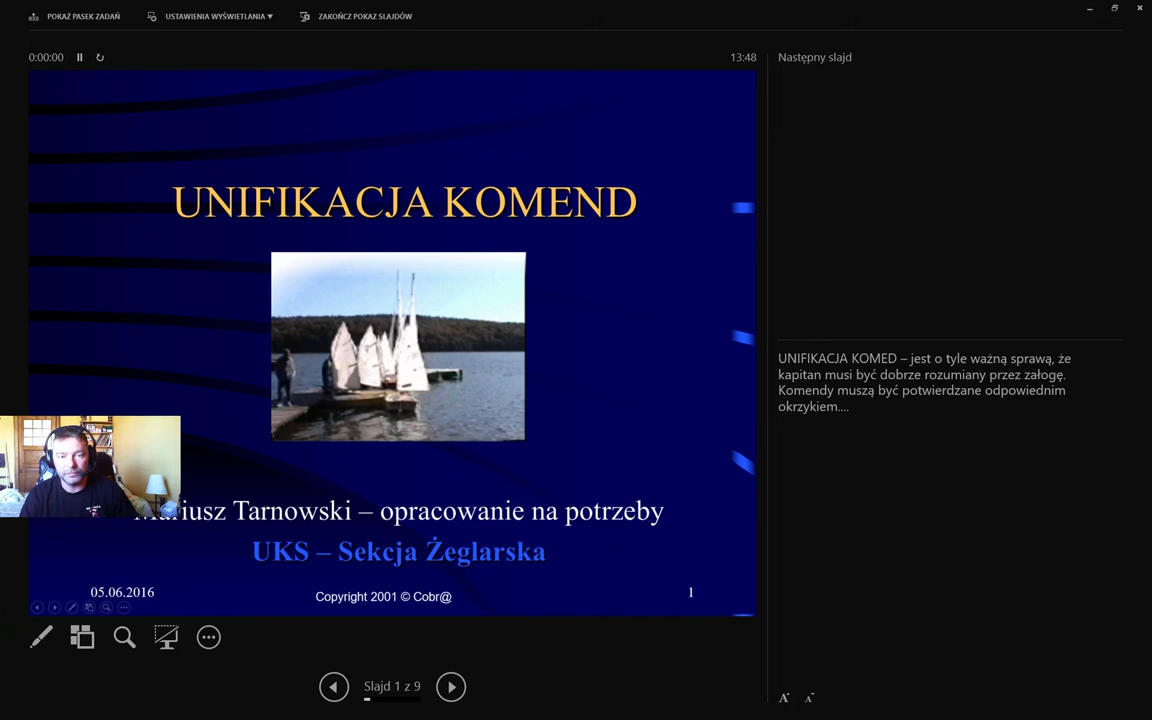 POKAŻ PASEK ZADAŃ
USTAWIENIA WYŚWIETLANIA ▾
ZAKOŃCZ POKAZ SLAJDÓW
0:00:00
13:48
Następny slajd
UNIFIKACJA KOMEND
Mariusz Tarnowski – opracowanie na potrzeby
UKS – Sekcja Żeglarska
05.06.2016
Copyright 2001 © Cobr@
1
UNIFIKACJA KOMED – jest o tyle ważną sprawą, że
kapitan musi być dobrze rozumiany przez załogę.
Komendy muszą być potwierdzane odpowiednim
okrzykiem....
Slajd 1 z 9
A A